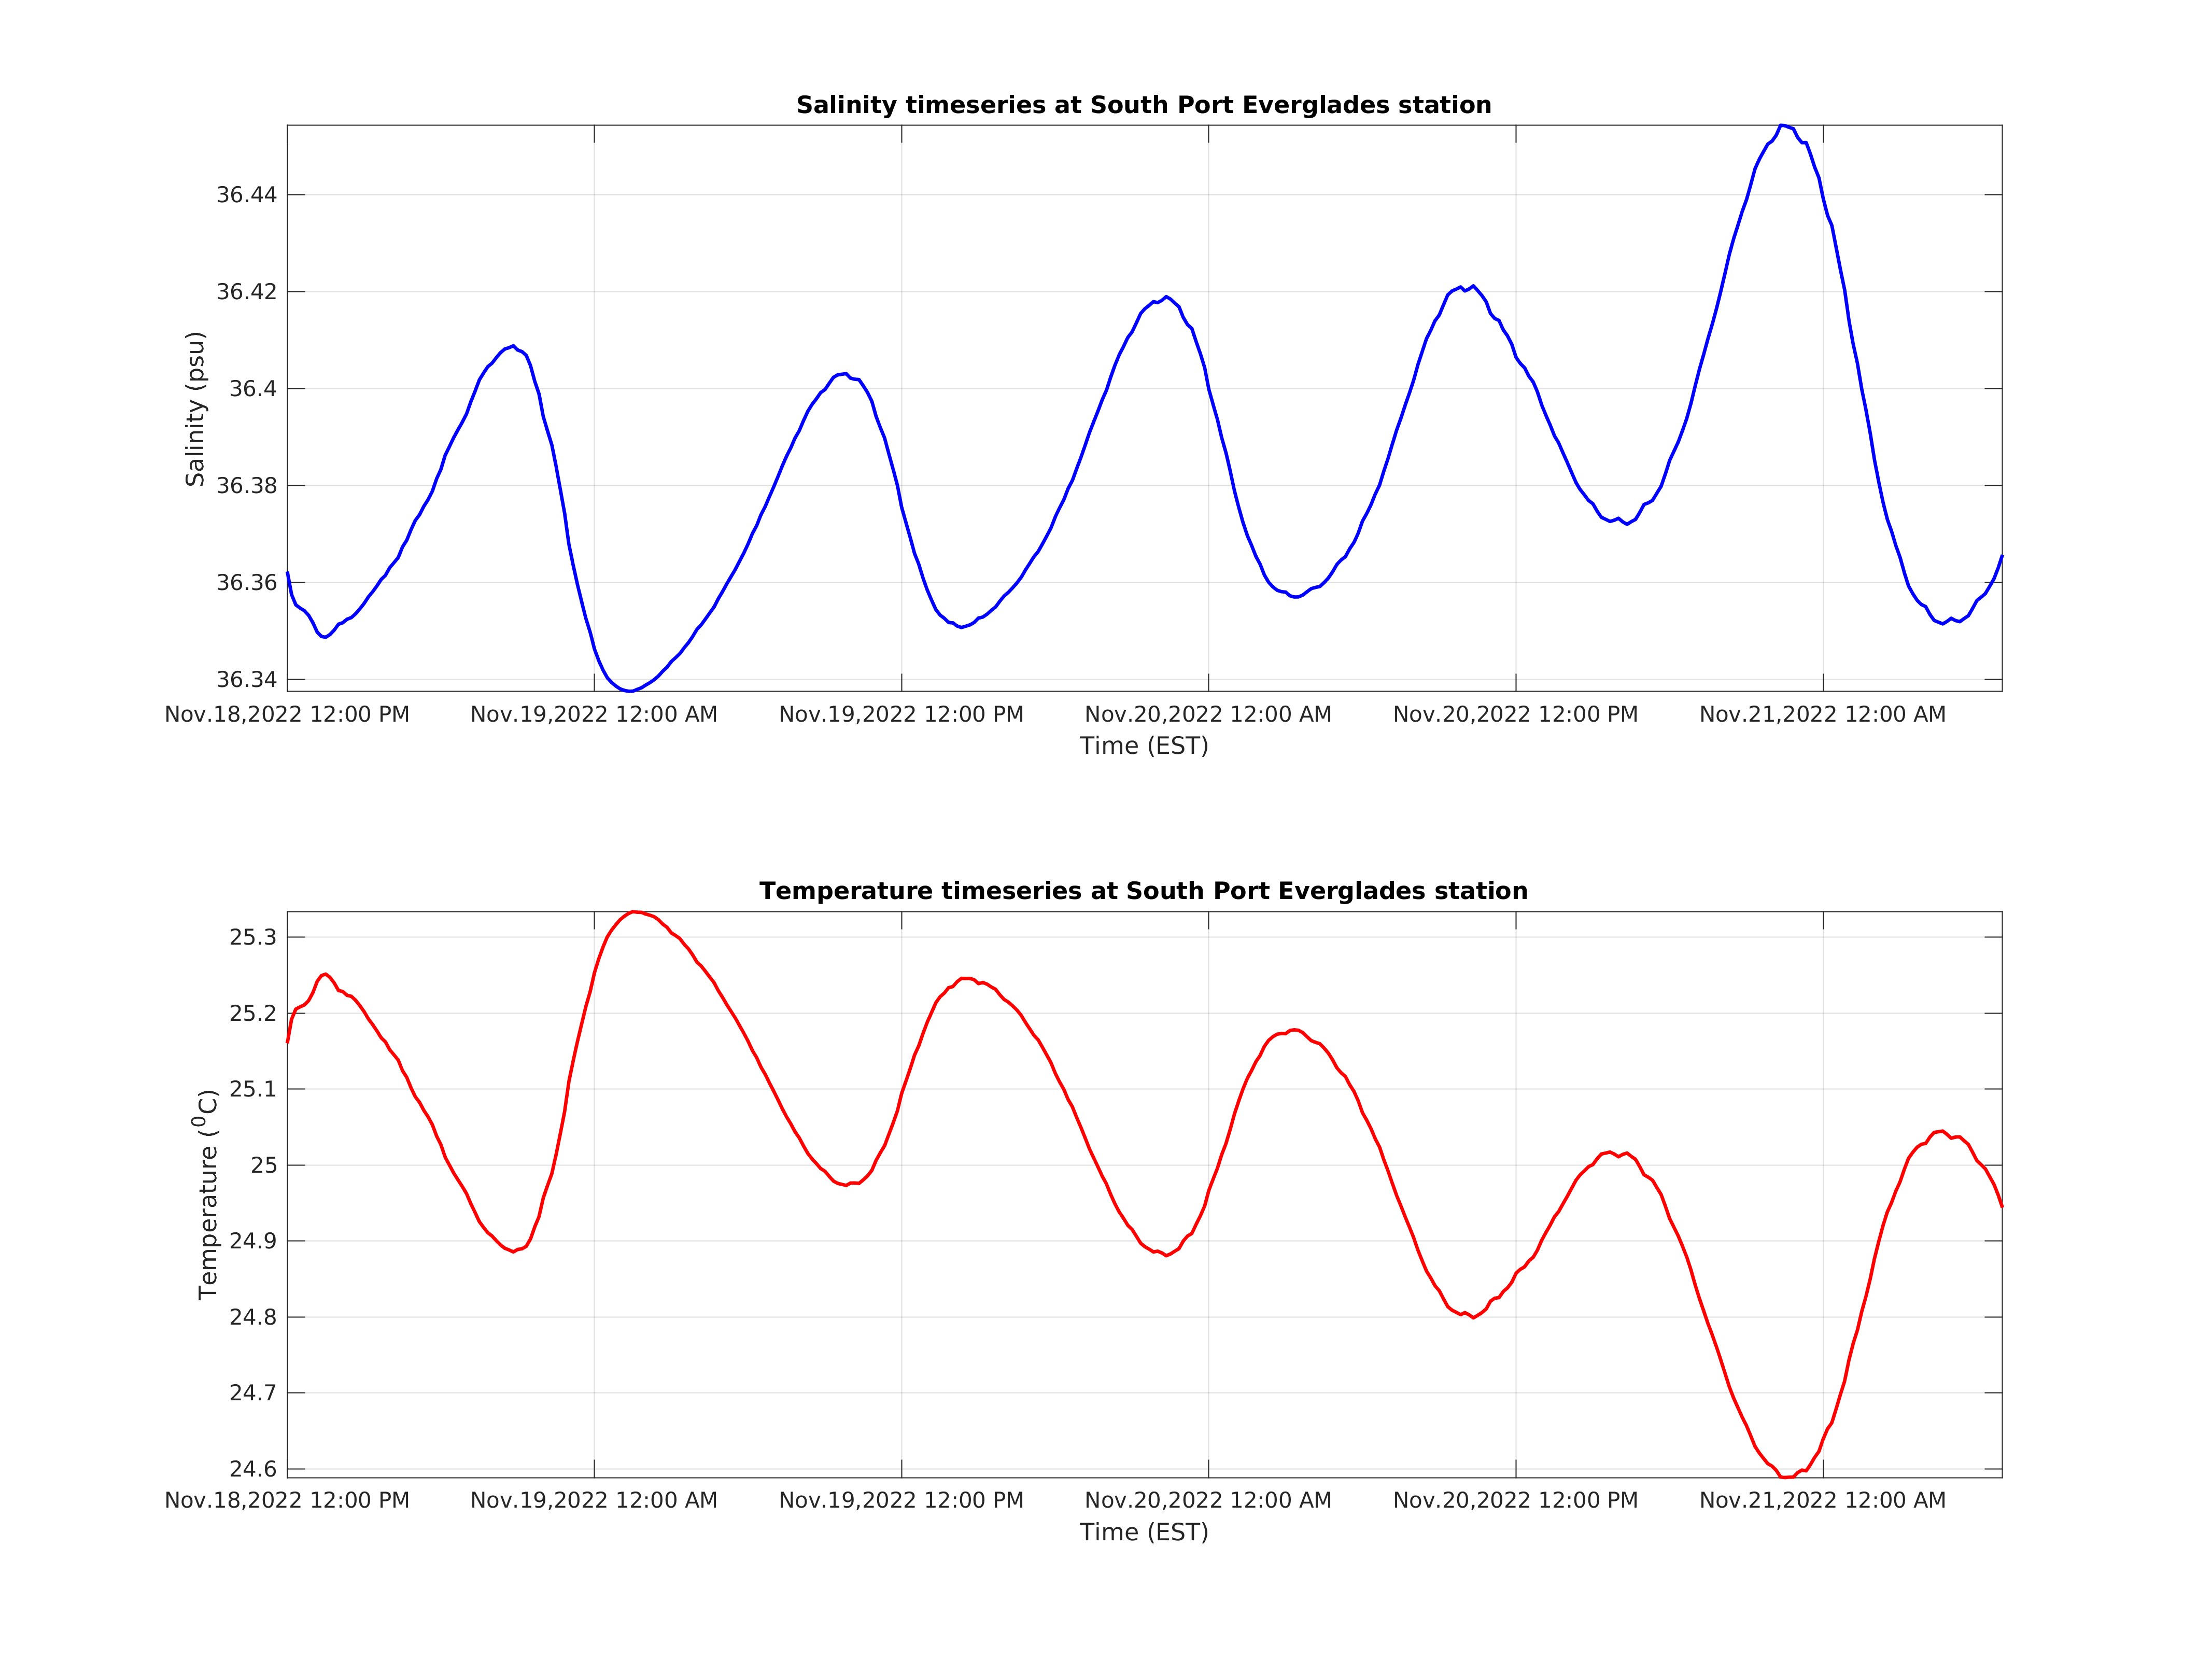 Salinity timeseries at South Port Everglades station
36.44
36.42
36.4
36.38
36.36
36.34
Salinity (psu)
Nov.18,2022 12:00 PM Nov.19,2022 12:00 AM Nov.19,2022 12:00 PM Nov.20,2022 12:00 AM Nov.20,2022 12:00 PM Nov.21,2022 12:00 AM
Time (EST)
Temperature timeseries at South Port Everglades station
25.3
25.2
25.1
25
24.9
24.8
24.7
24.6
Temperature (⁰C)
Nov.18,2022 12:00 PM Nov.19,2022 12:00 AM Nov.19,2022 12:00 PM Nov.20,2022 12:00 AM Nov.20,2022 12:00 PM Nov.21,2022 12:00 AM
Time (EST)